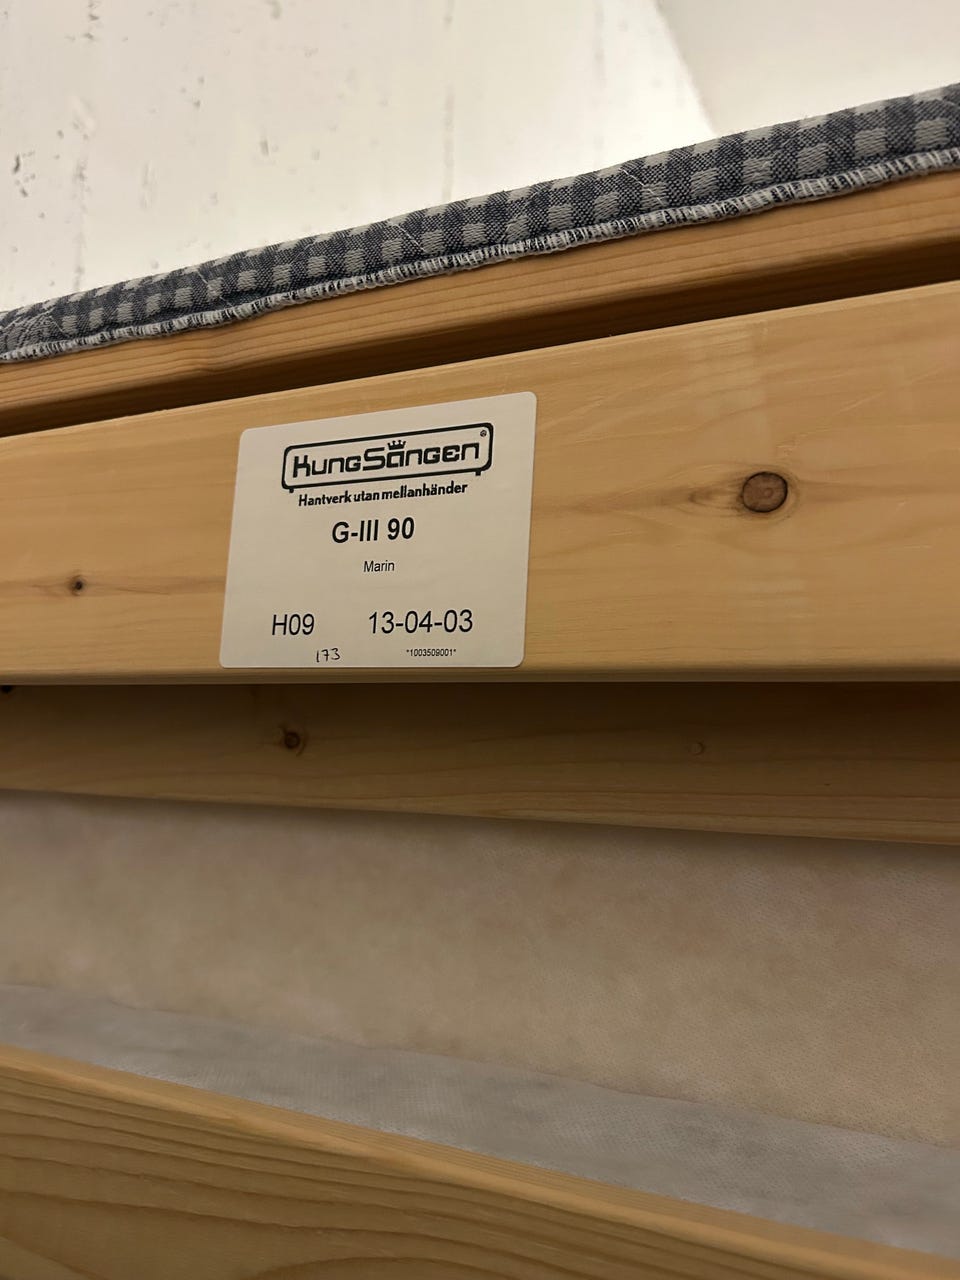 KungSängen®
Hantverk utan mellanhänder
G-III 90
Marin
H09 13-04-03
173 *1003509001*